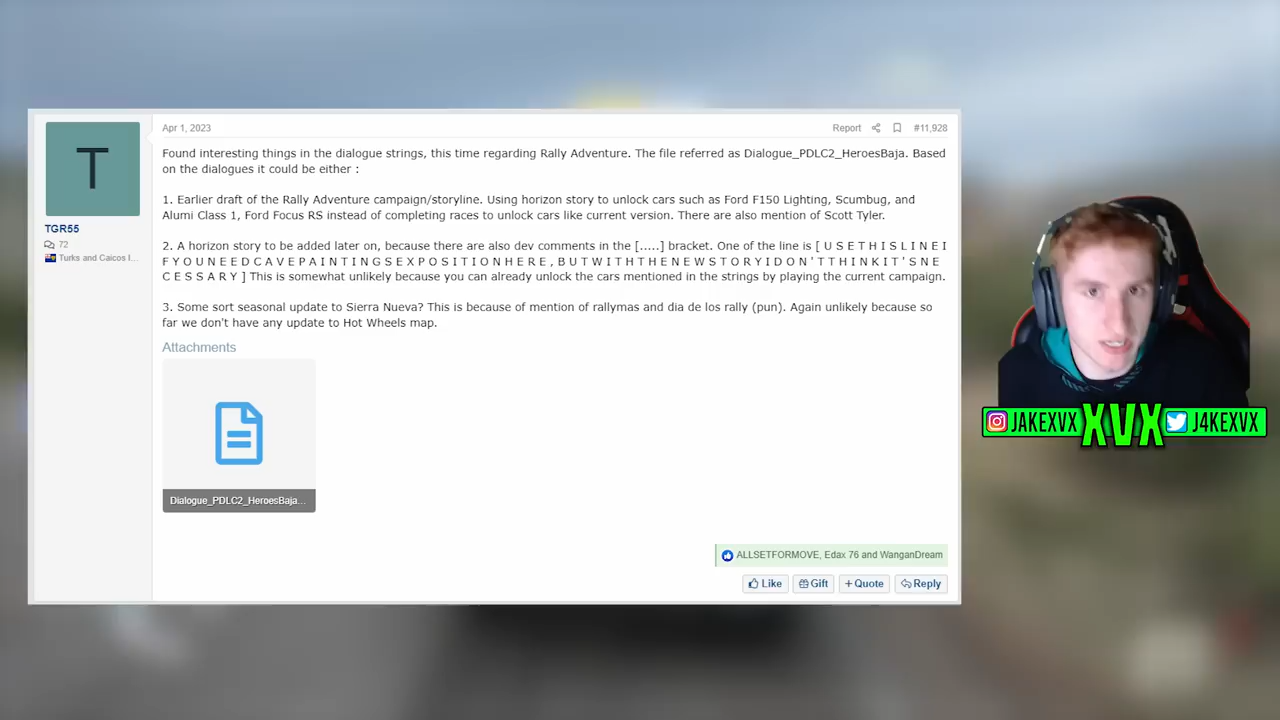 T
TGR55
72
Turks and Caicos I...
Apr 1, 2023
Report
#11,928
Found interesting things in the dialogue strings, this time regarding Rally Adventure. The file referred as Dialogue_PDLC2_HeroesBaja. Based
on the dialogues it could be either :
1. Earlier draft of the Rally Adventure campaign/storyline. Using horizon story to unlock cars such as Ford F150 Lighting, Scumbug, and
Alumi Class 1, Ford Focus RS instead of completing races to unlock cars like current version. There are also mention of Scott Tyler.
2. A horizon story to be added later on, because there are also dev comments in the [.....] bracket. One of the line is [ U S E T H I S L I N E I
F Y O U N E E D C A V E P A I N T I N G S E X P O S I T I O N H E R E , B U T W I T H T H E N E W S T O R Y I D O N ' T T H I N K I T ' S N E
C E S S A R Y ] This is somewhat unlikely because you can already unlock the cars mentioned in the strings by playing the current campaign.
3. Some sort seasonal update to Sierra Nueva? This is because of mention of rallymas and dia de los rally (pun). Again unlikely because so
far we don't have any update to Hot Wheels map.
Attachments
Dialogue_PDLC2_HeroesBaja...
ALLSETFORMOVE, Edax 76 and WanganDream
Like
Gift
+ Quote
Reply
JAKEXVX
XVX
J4KEXVX